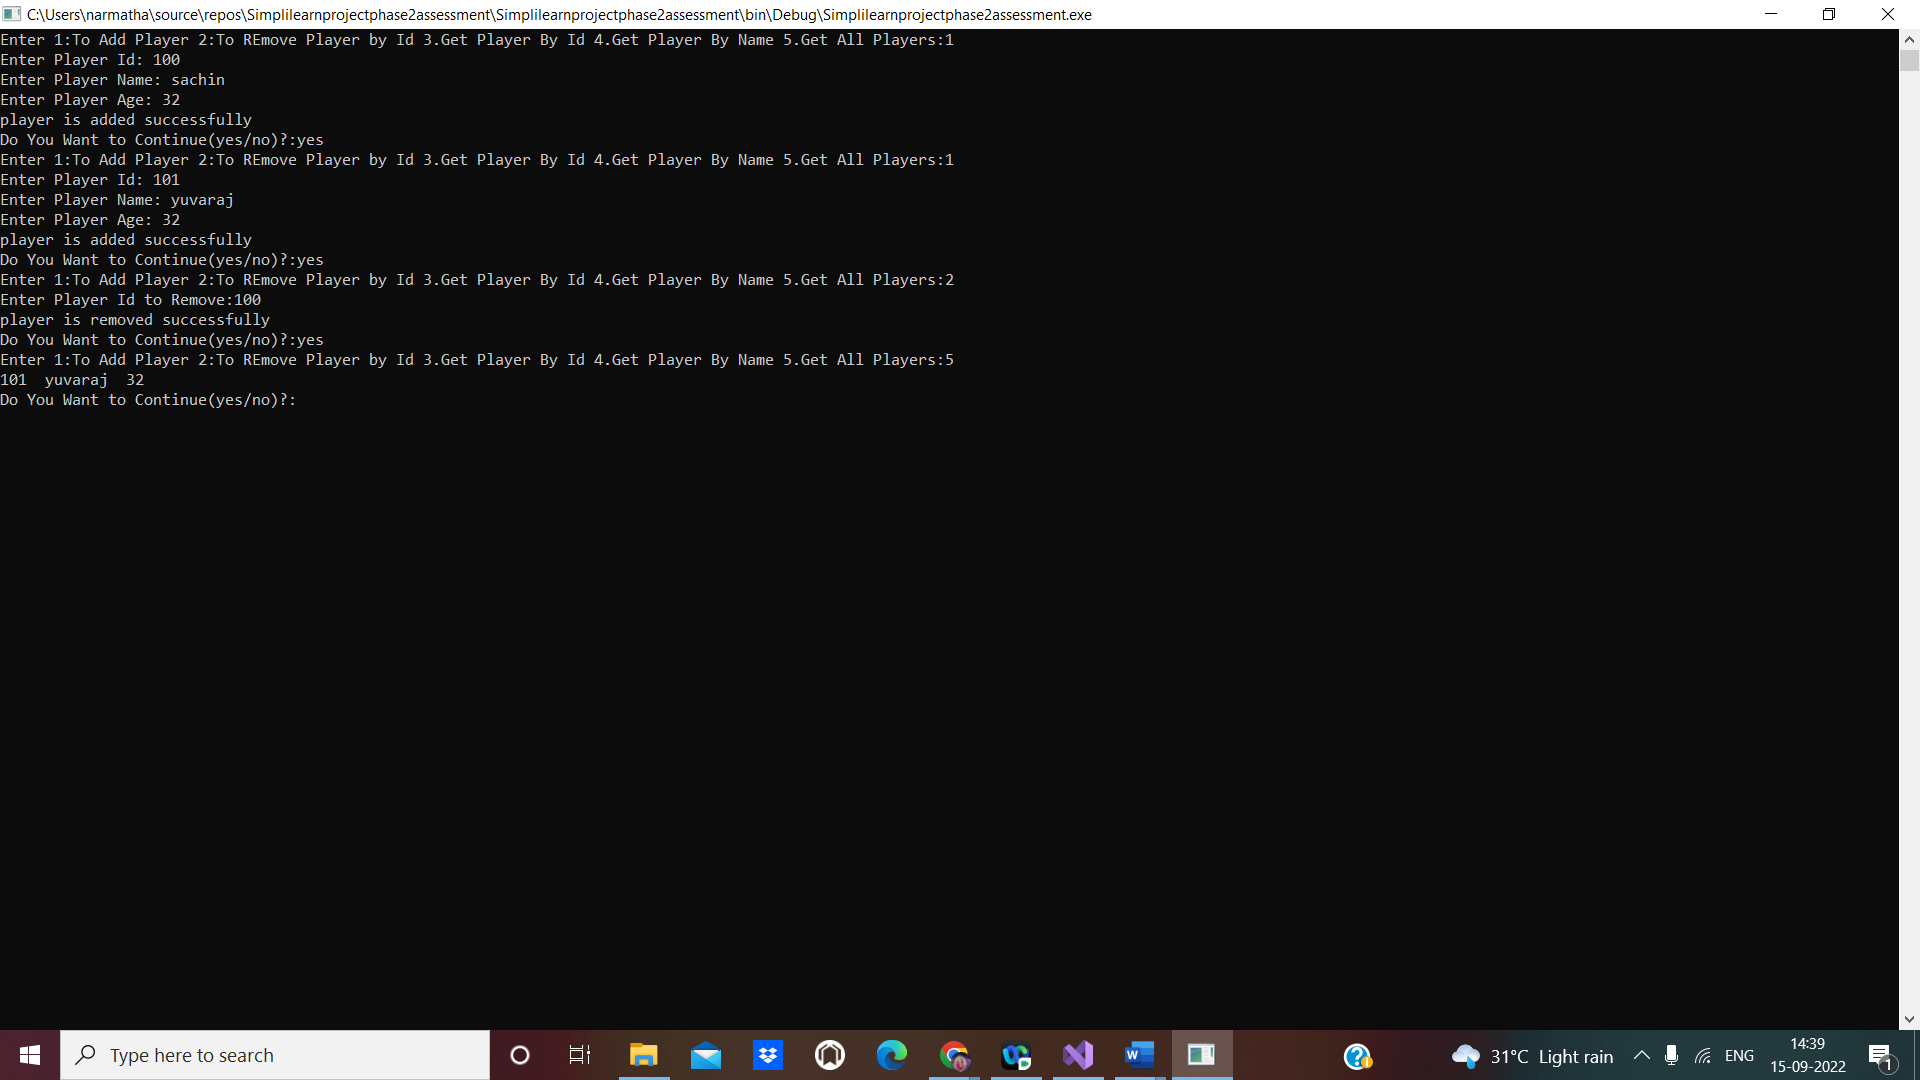 C:\Users\narmatha\source\repos\Simplilearnprojectphase2assessment\Simplilearnprojectphase2assessment\bin\Debug\Simplilearnprojectphase2assessment.exe
Enter 1:To Add Player 2:To REmove Player by Id 3.Get Player By Id 4.Get Player By Name 5.Get All Players:1
Enter Player Id: 100
Enter Player Name: sachin
Enter Player Age: 32
player is added successfully
Do You Want to Continue(yes/no)?:yes
Enter 1:To Add Player 2:To REmove Player by Id 3.Get Player By Id 4.Get Player By Name 5.Get All Players:1
Enter Player Id: 101
Enter Player Name: yuvaraj
Enter Player Age: 32
player is added successfully
Do You Want to Continue(yes/no)?:yes
Enter 1:To Add Player 2:To REmove Player by Id 3.Get Player By Id 4.Get Player By Name 5.Get All Players:2
Enter Player Id to Remove:100
player is removed successfully
Do You Want to Continue(yes/no)?:yes
Enter 1:To Add Player 2:To REmove Player by Id 3.Get Player By Id 4.Get Player By Name 5.Get All Players:5
101  yuvaraj  32
Do You Want to Continue(yes/no)?:
Type here to search
31°C Light rain
ENG
14:39
15-09-2022
1